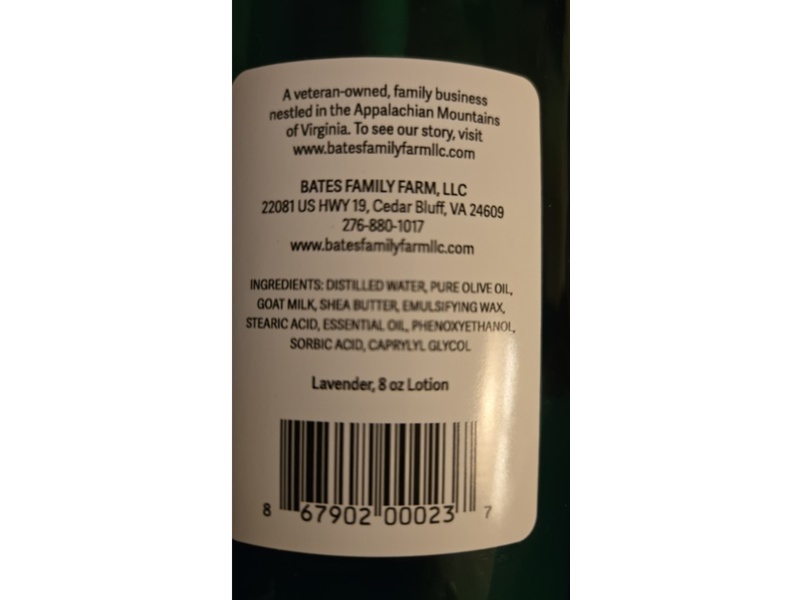 A veteran-owned, family business
nestled in the Appalachian Mountains
of Virginia. To see our story, visit
www.batesfamilyfarmllc.com
BATES FAMILY FARM, LLC
22081 US HWY 19, Cedar Bluff, VA 24609
276-880-1017
www.batesfamilyfarmllc.com
INGREDIENTS: DISTILLED WATER, PURE OLIVE OIL,
GOAT MILK, SHEA BUTTER, EMULSIFYING WAX,
STEARIC ACID, ESSENTIAL OIL, PHENOXYETHANOL,
SORBIC ACID, CAPRYLYL GLYCOL
Lavender, 8 oz Lotion
8 67902 00023 7